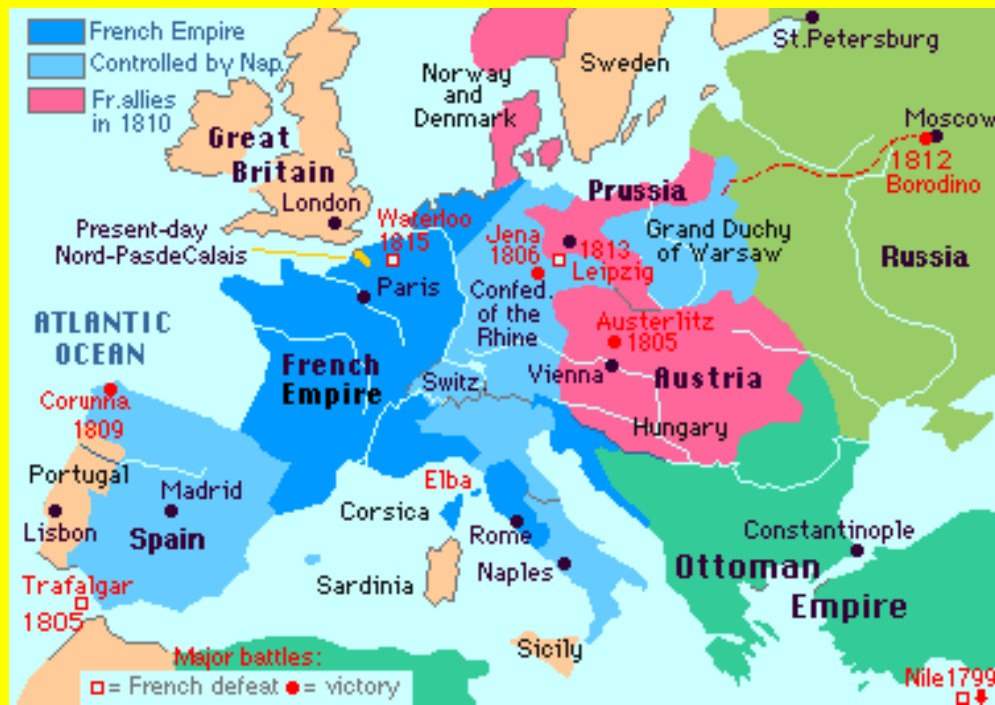 French Empire
Controlled by Nap.
Fr.allies
in 1810
St.Petersburg
Norway
and
Denmark
Sweden
Moscow
1812
Borodino
Great
Britain
London
Prussia
Waterloo
1815
Present-day
Nord-PasdeCalais
Jena
1806
1813
Leipzig
Grand Duchy
of Warsaw
Russia
Paris
Confed.
of the
Rhine
ATLANTIC
OCEAN
Austerlitz
1805
French
Empire
Switz.
Vienna
Austria
Corunna
1809
Hungary
Portugal
Madrid
Elba
Corsica
Lisbon
Spain
Rome
Constantinople
Naples
Ottoman
Empire
Sardinia
Trafalgar
1805
Sicily
Major battles:
= French defeat = victory
Nile1799